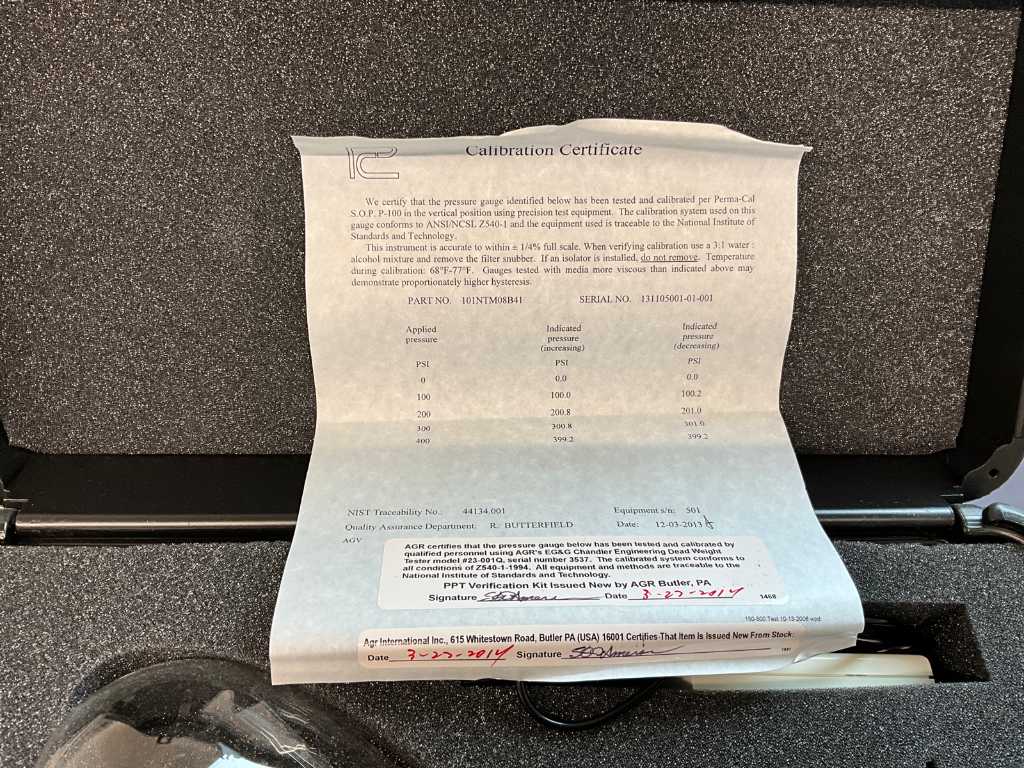 Calibration Certificate
We certify that the pressure gauge identified below has been tested and calibrated per Perma-Cal
S.O.P. P-100 in the vertical position using precision test equipment. The calibration system used on this
gauge conforms to ANSI/NCSL Z540-1 and the equipment used is traceable to the National Institute of
Standards and Technology.
This instrument is accurate to within ± 1/4% full scale. When verifying calibration use a 3:1 water :
alcohol mixture and remove the filter snubber. If an isolator is installed, do not remove. Temperature
during calibration: 68°F-77°F. Gauges tested with media more viscous than indicated above may
demonstrate proportionately higher hysteresis.
PART NO. 101NTM08B41 SERIAL NO. 131105001-01-001
Applied Indicated Indicated
pressure pressure pressure
(increasing) (decreasing)
PSI PSI PSI
0 0.0 0.0
100 100.0 100.2
200 200.8 201.0
300 300.8 301.0
400 399.2 399.2
NIST Traceability No.. 44134.001 Equipment s/n: 501
Quality Assurance Department: R. BUTTERFIELD Date: 12-03-2013
AGV
AGR certifies that the pressure gauge below has been tested and calibrated by
qualified personnel using AGR's EG&G Chandler Engineering Dead Weight
Tester model #23-001Q, serial number 3537. The calibrated system conforms to
all conditions of Z540-1-1994. All equipment and methods are traceable to the
National Institute of Standards and Technology.
PPT Verification Kit Issued New by AGR Butler, PA
Signature Date 3-27-2014 1468
Agr International Inc., 615 Whitestown Road, Butler PA (USA) 16001 Certifies That Item is Issued New From Stock.
Date 3-27-2014 Signature